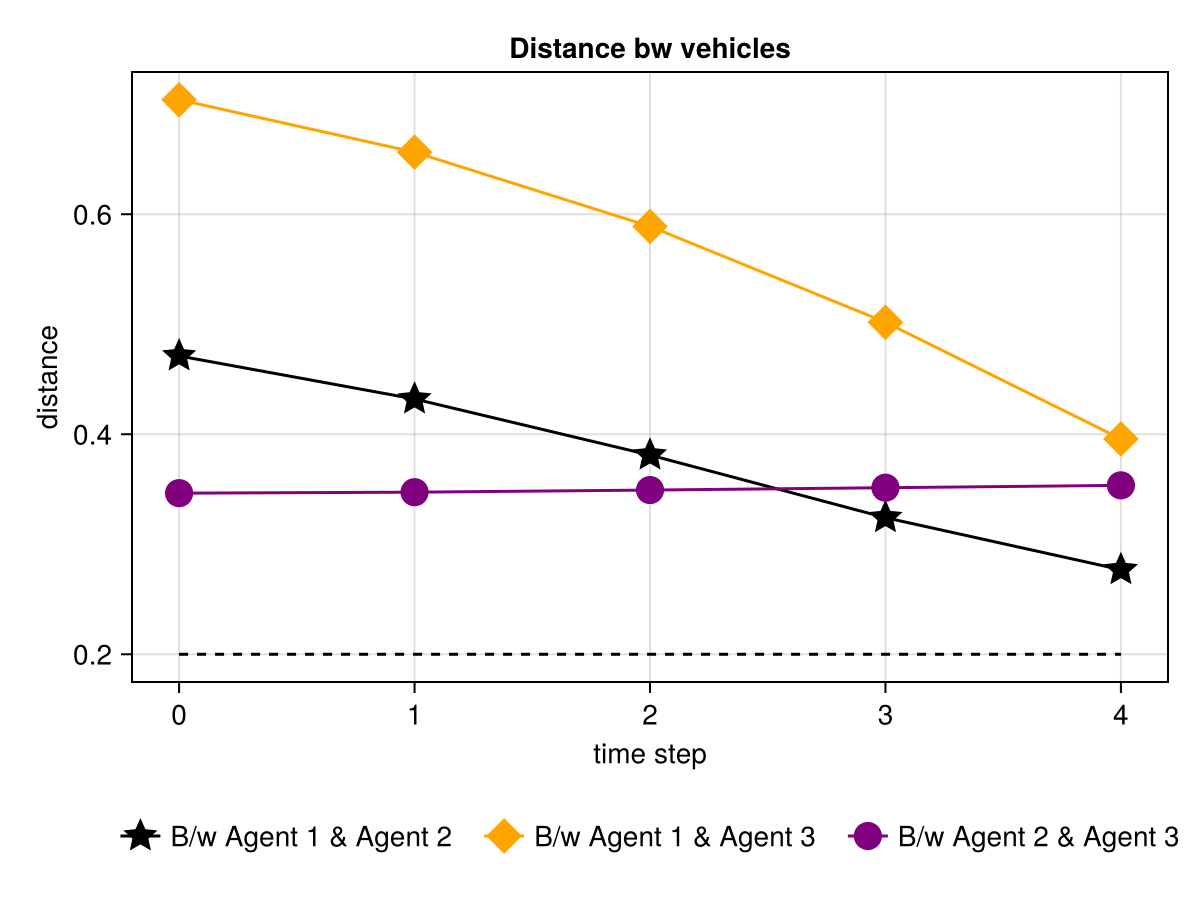 Distance bw vehicles
distance
0.6
0.4
0.2
0 1 2 3 4
time step
B/w Agent 1 & Agent 2 B/w Agent 1 & Agent 3 B/w Agent 2 & Agent 3